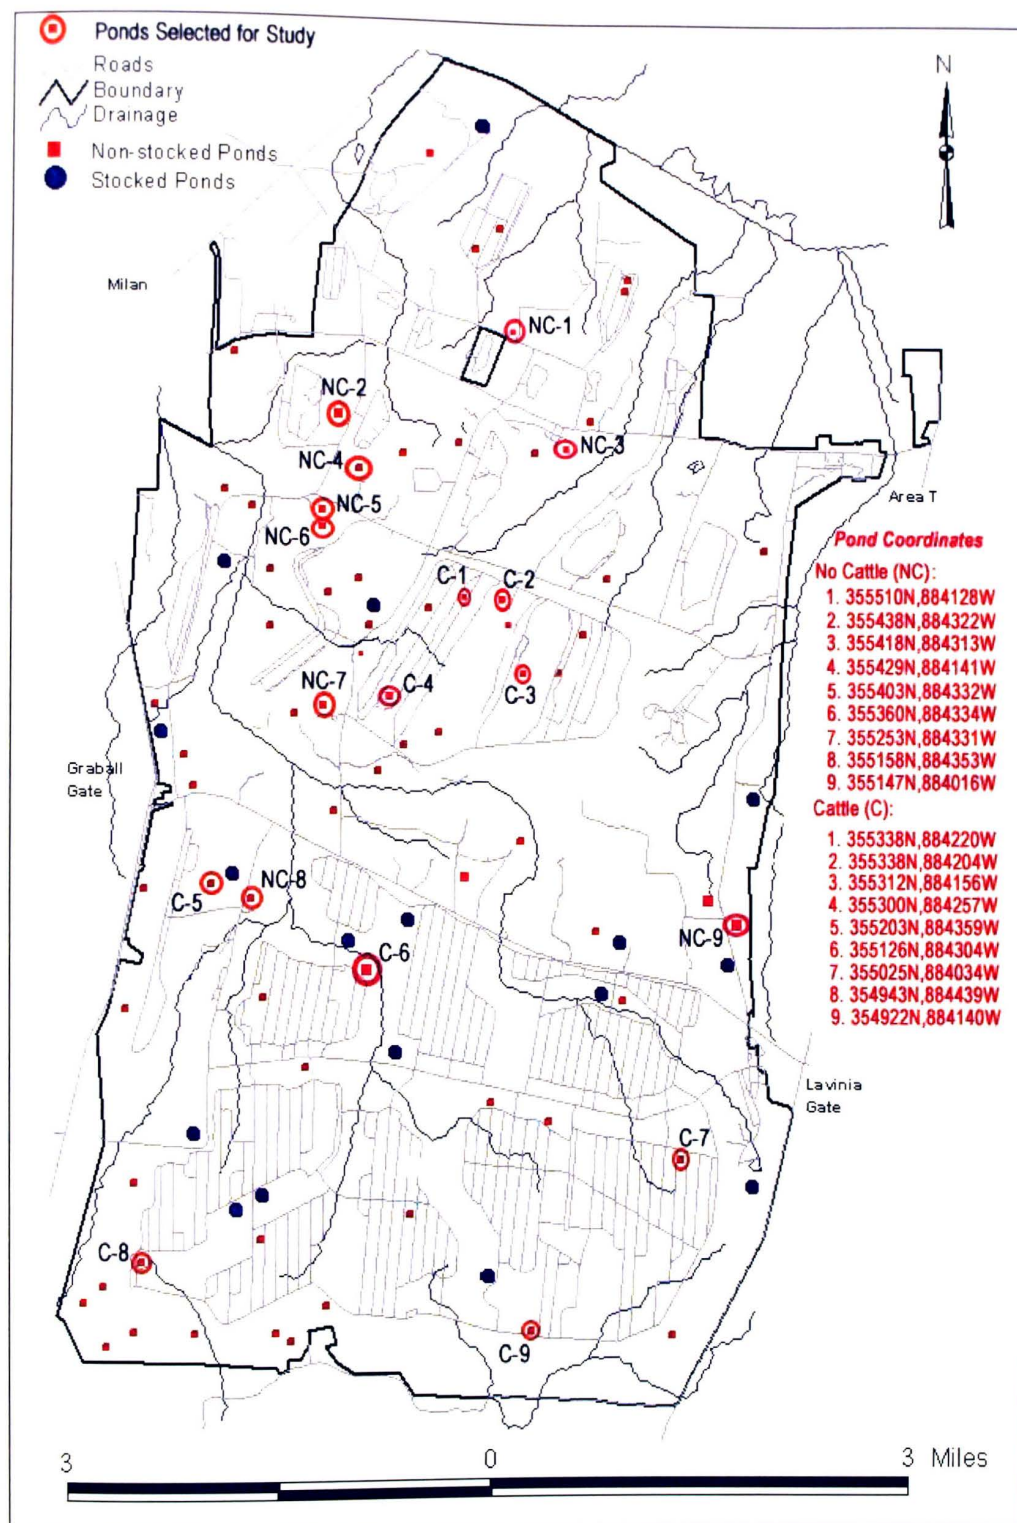 Ponds Selected for Study
Roads
Boundary
Drainage
Non-stocked Ponds
Stocked Ponds
N
Milan
NC-1
NC-2
NC-3
NC-4
NC-5
NC-6
Area T
C-1
C-2
NC-7
C-4
C-3
Graball
Gate
C-5
NC-8
NC-9
C-6
Lavinia
Gate
C-7
C-8
C-9
Pond Coordinates
No Cattle (NC):
1. 355510N,884128W
2. 355438N,884322W
3. 355418N,884313W
4. 355429N,884141W
5. 355403N,884332W
6. 355360N,884334W
7. 355253N,884331W
8. 355158N,884353W
9. 355147N,884016W
Cattle (C):
1. 355338N,884220W
2. 355338N,884204W
3. 355312N,884156W
4. 355300N,884257W
5. 355203N,884359W
6. 355126N,884304W
7. 355025N,884034W
8. 354943N,884439W
9. 354922N,884140W
3 0 3 Miles